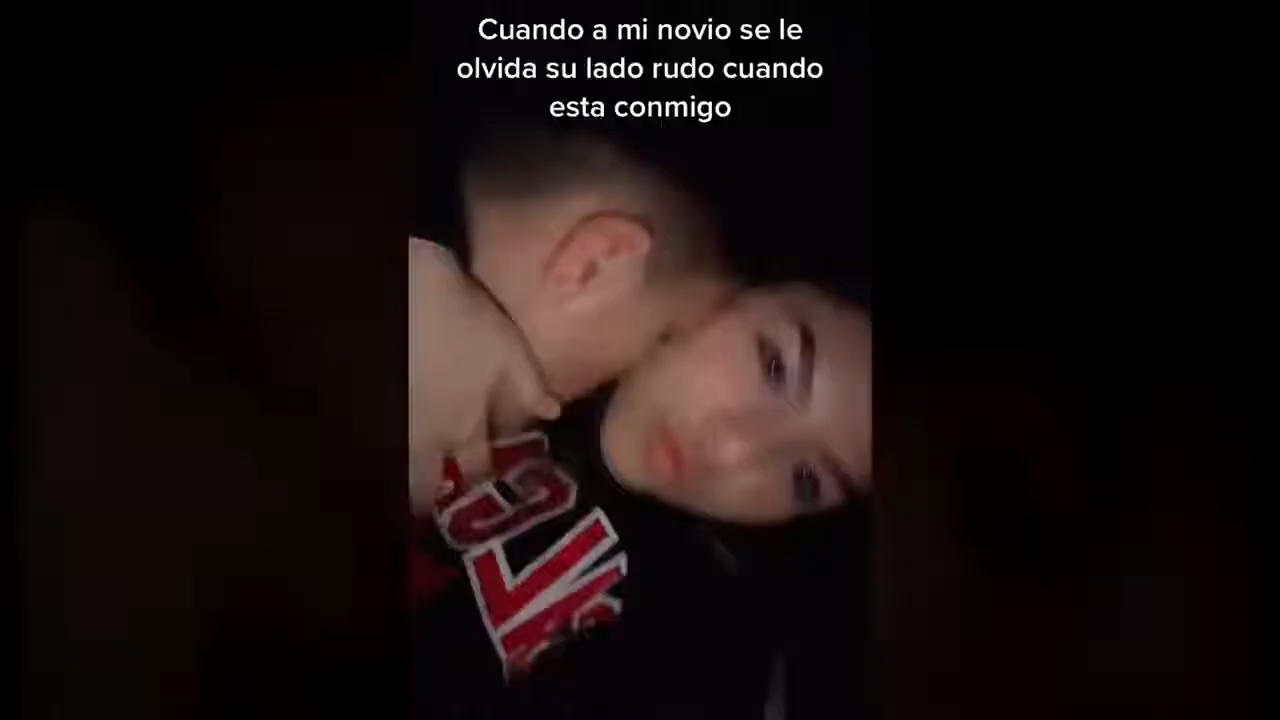 Cuando a mi novio se le
olvida su lado rudo cuando
esta conmigo